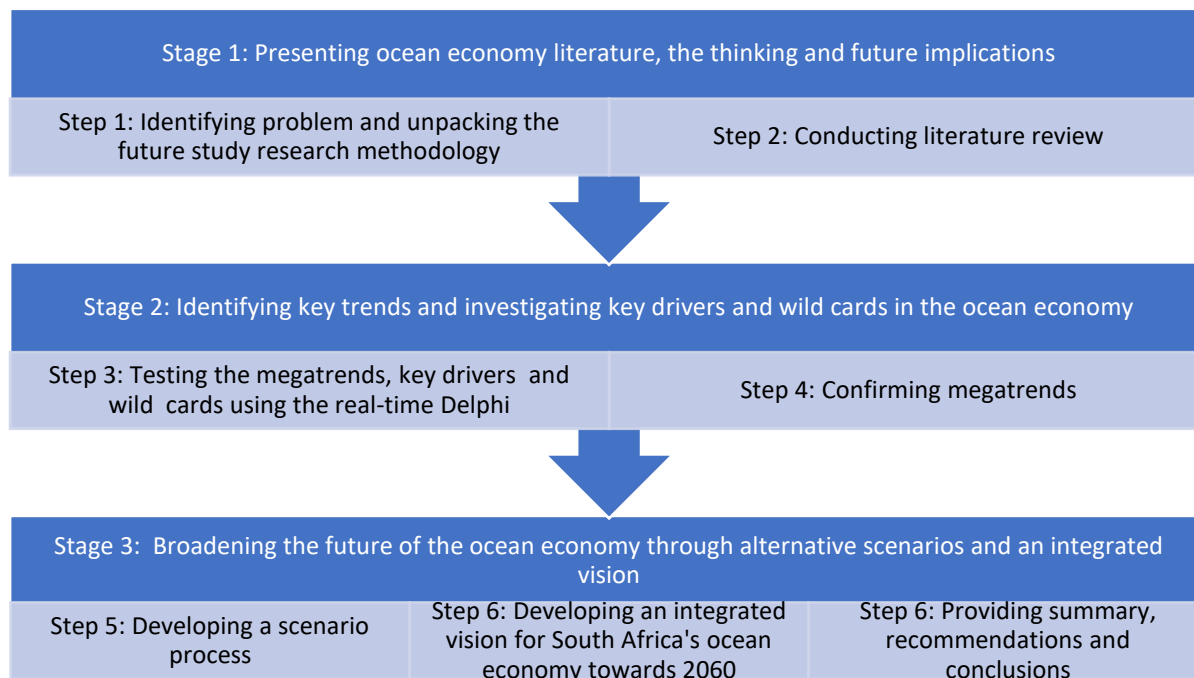 Stage 1: Presenting ocean economy literature, the thinking and future implications
Step 1: Identifying problem and unpacking the
future study research methodology
Step 2: Conducting literature review
Stage 2: Identifying key trends and investigating key drivers and wild cards in the ocean economy
Step 3: Testing the megatrends, key drivers  and
wild  cards using the real-time Delphi
Step 4: Confirming megatrends
Stage 3:  Broadening the future of the ocean economy through alternative scenarios and an integrated
vision
Step 5: Developing a scenario
process
Step 6: Developing an integrated
vision for South Africa's ocean
economy towards 2060
Step 6: Providing summary,
recommendations and
conclusions